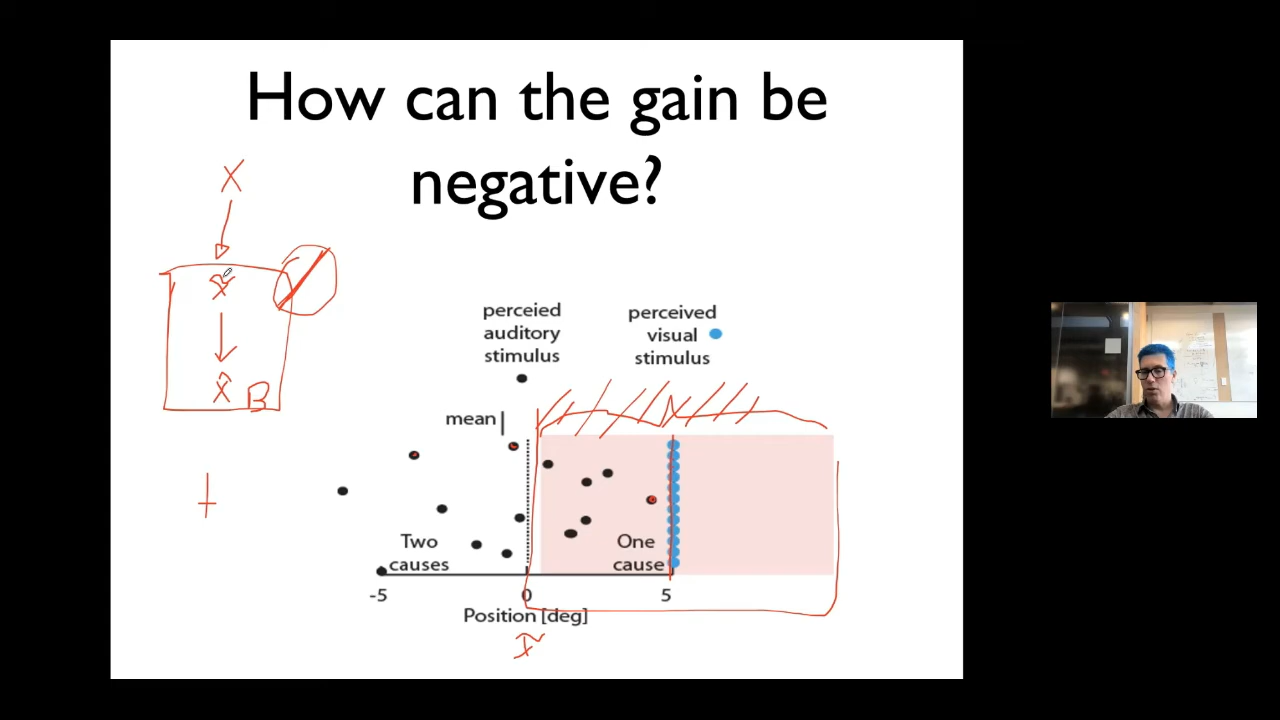 How can the gain be
negative?
X
x̃
x̂
B
perceied
auditory
stimulus
perceived
visual
stimulus
mean
Two
causes
One
cause
-5
0
5
Position [deg]
x̃